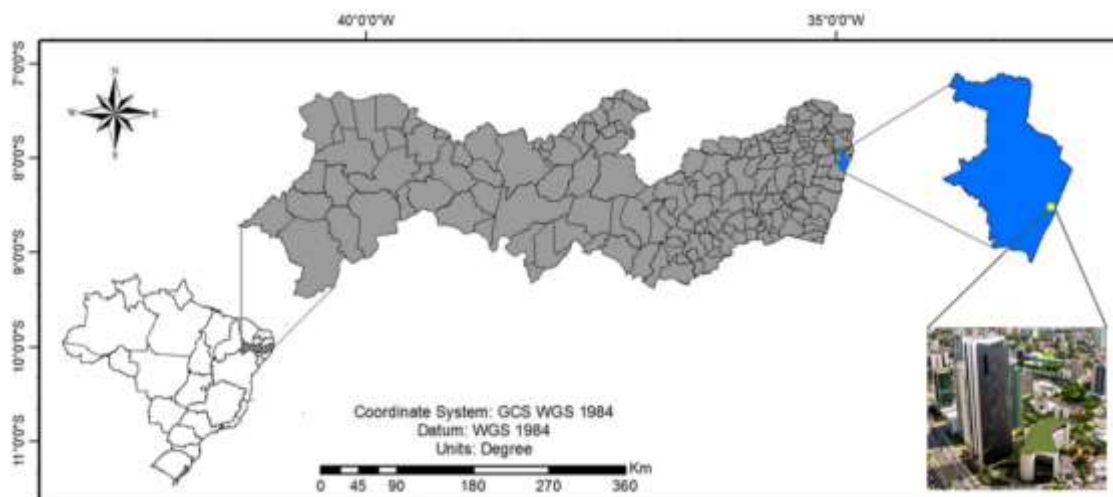 40°0'0"W 35°0'0"W
7°0'0"S
8°0'0"S
9°0'0"S
10°0'0"S
11°0'0"S
N
W E
S
Coordinate System: GCS WGS 1984
Datum: WGS 1984
Units: Degree
Km
0 45 90 180 270 360